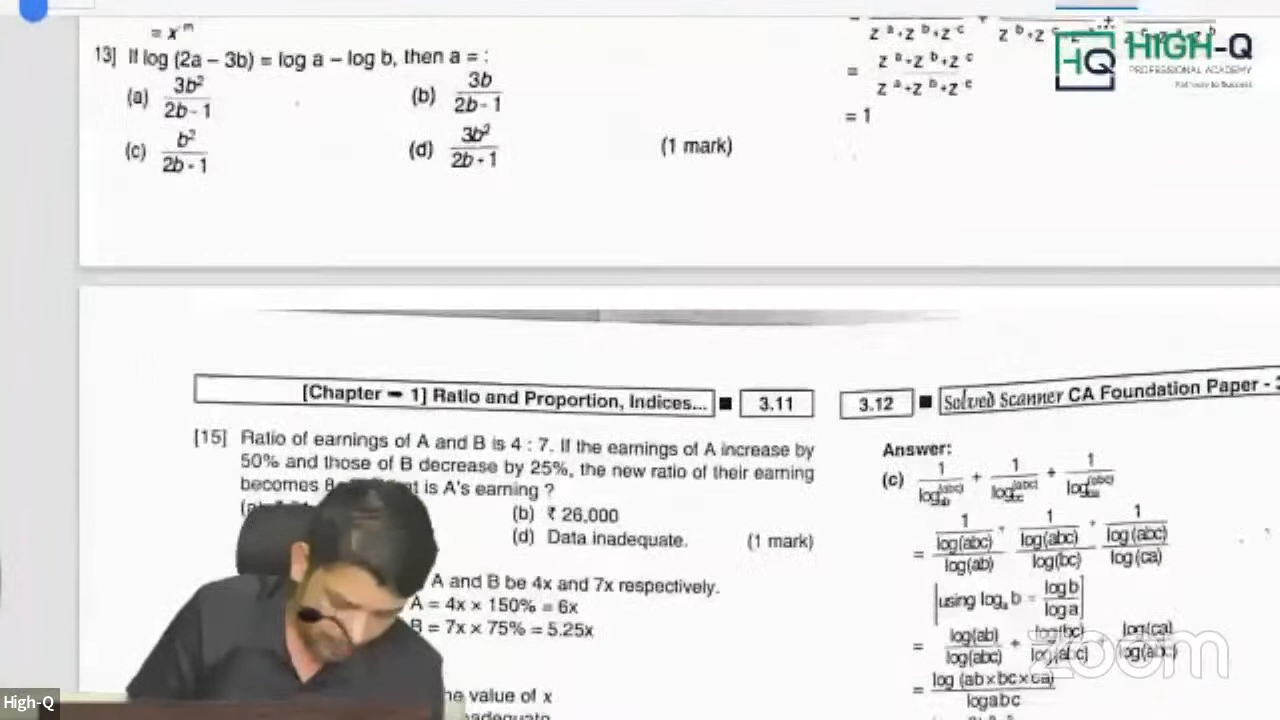 = x^m
13] If log (2a – 3b) = log a – log b, then a = :
(a) 3b²/2b - 1
(b) 3b/2b - 1
(c) b²/2b + 1
(d) 3b²/2b + 1
(1 mark)
z^a+z^b+z^c
= z^a+z^b+z^c / z^a+z^b+z^c
= 1
HIGH-Q
PROFESSIONAL ACADEMY
Pathway to Success
[Chapter ➡ 1] Ratio and Proportion, Indices... ■ 3.11
[15] Ratio of earnings of A and B is 4 : 7. If the earnings of A increase by
50% and those of B decrease by 25%, the new ratio of their earning
becomes 8 is A's earning ?
(b) ₹ 26,000
(d) Data inadequate. (1 mark)
A and B be 4x and 7x respectively.
A = 4x × 150% = 6x
B = 7x × 75% = 5.25x
value of x
3.12 ■ Solved Scanner CA Foundation Paper -
Answer:
(c) 1/log_ab^(abc) + 1/log_bc^(abc) + 1/log_ca^(abc)
= 1/(log(abc)/log(ab)) + 1/(log(abc)/log(bc)) + 1/(log(abc)/log(ca))
[using log_a b = log b/log a]
= log(ab)/log(abc) + log(bc)/log(abc) + log(ca)/log(abc)
= log (ab×bc×ca)/logabc
zoom
High-Q